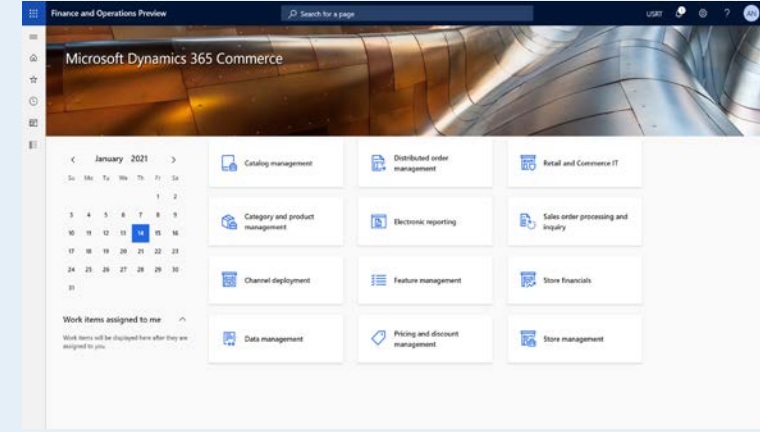 Finance and Operations Preview
Search for a page
USRT
?
AN
Microsoft Dynamics 365 Commerce
January 2021
Su Mo Tu We Th Fr Sa
1 2
3 4 5 6 7 8 9
10 11 12 13 14 15 16
17 18 19 20 21 22 23
24 25 26 27 28 29 30
31
Work items assigned to me
Work items will be displayed here after they are
assigned to you.
Catalog management
Distributed order
management
Retail and Commerce IT
Category and product
management
Electronic reporting
Sales order processing and
inquiry
Channel deployment
Feature management
Store financials
Data management
Pricing and discount
management
Store management